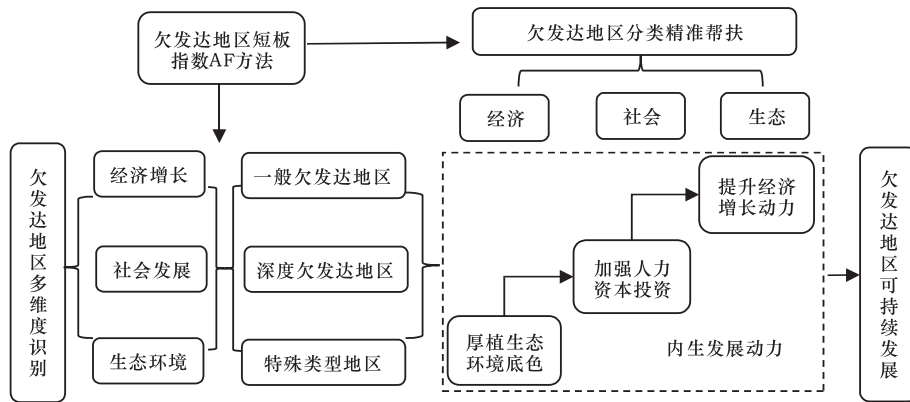 欠发达地区短板
指数AF方法
欠发达地区分类精准帮扶
经济
社会
生态
欠发达地区多维度识别
经济增长
社会发展
生态环境
一般欠发达地区
深度欠发达地区
特殊类型地区
提升经济
增长动力
加强人力
资本投资
厚植生态
环境底色
内生发展动力
欠发达地区可持续发展